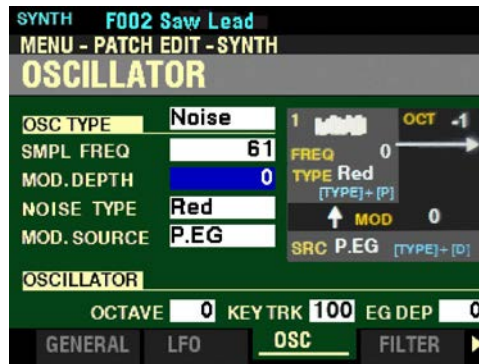 SYNTH F002 Saw Lead
MENU - PATCH EDIT - SYNTH
OSCILLATOR
OSC TYPE Noise
SMPL FREQ 61
MOD.DEPTH 0
NOISE TYPE Red
MOD. SOURCE P.EG
1 OCT -1
FREQ 0
TYPE Red
[TYPE]+[P]
MOD 0
SRC P.EG [TYPE]+[D]
OSCILLATOR
OCTAVE 0 KEY TRK 100 EG DEP 0
GENERAL LFO OSC FILTER